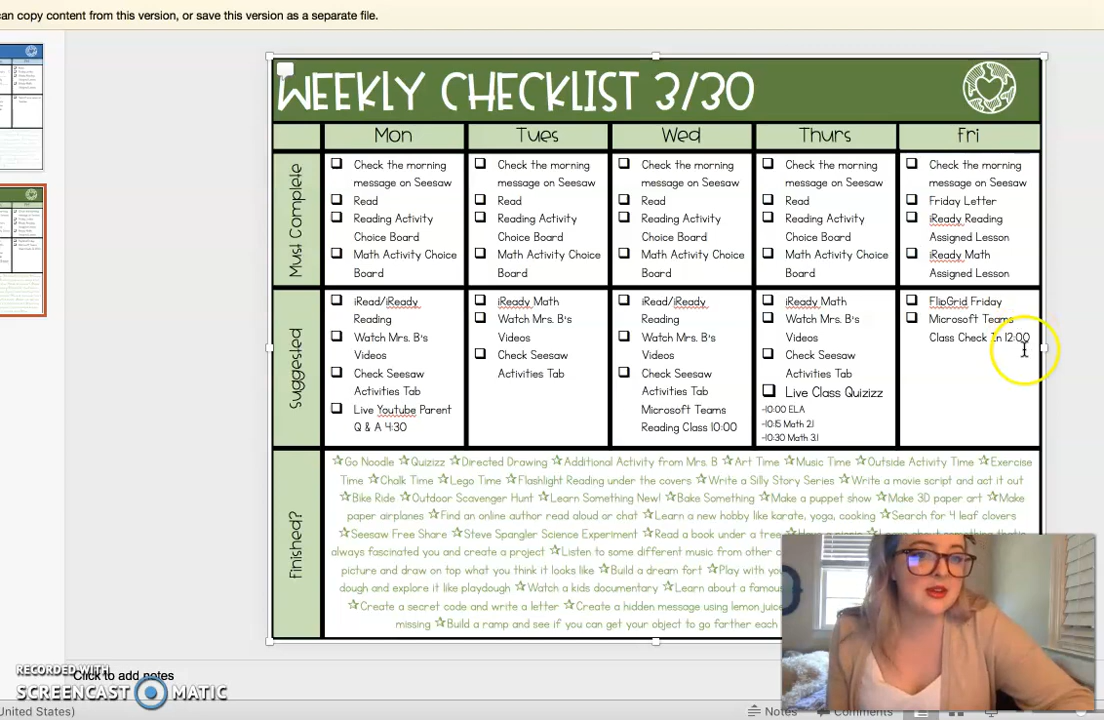 can copy content from this version, or save this version as a separate file.
WEEKLY CHECKLIST 3/30
Mon Tues Wed Thurs Fri
Must Complete
Check the morning
message on Seesaw
Read
Reading Activity
Choice Board
Math Activity Choice
Board
Check the morning
message on Seesaw
Read
Reading Activity
Choice Board
Math Activity Choice
Board
Check the morning
message on Seesaw
Read
Reading Activity
Choice Board
Math Activity Choice
Board
Check the morning
message on Seesaw
Read
Reading Activity
Choice Board
Math Activity Choice
Board
Check the morning
message on Seesaw
Friday Letter
iReady Reading
Assigned Lesson
iReady Math
Assigned Lesson
Suggested
iRead/iReady
Reading
Watch Mrs. B's
Videos
Check Seesaw
Activities Tab
Live Youtube Parent
Q & A 4:30
iReady Math
Watch Mrs. B's
Videos
Check Seesaw
Activities Tab
iRead/iReady
Reading
Watch Mrs. B's
Videos
Check Seesaw
Activities Tab
Microsoft Teams
Reading Class 10:00
iReady Math
Watch Mrs. B's
Videos
Check Seesaw
Activities Tab
Live Class Quizizz
-10:00 ELA
-10:15 Math 2.1
-10:30 Math 3.1
FlipGrid Friday
Microsoft Teams
Class Check In 12:00
Finished?
☆Go Noodle ☆Quizizz ☆Directed Drawing ☆Additional Activity from Mrs. B ☆Art Time ☆Music Time ☆Outside Activity Time ☆Exercise
Time ☆Chalk Time ☆Lego Time ☆Flashlight Reading under the covers ☆Write a Silly Story Series ☆Write a movie script and act it out
☆Bike Ride ☆Outdoor Scavenger Hunt ☆Learn Something New! ☆Bake Something ☆Make a puppet show ☆Make 3D paper art ☆Make
paper airplanes ☆Find an online author read aloud or chat ☆Learn a new hobby like karate, yoga, cooking ☆Search for 4 leaf clovers
☆Seesaw Free Share ☆Steve Spangler Science Experiment ☆Read a book under a tree
always fascinated you and create a project ☆Listen to some different music from other
picture and draw on top what you think it looks like ☆Build a dream fort ☆Play with
dough and explore it like playdough ☆Watch a kids documentary ☆Learn about a famous
☆Create a secret code and write a letter ☆Create a hidden message using lemon juice
missing ☆Build a ramp and see if you can get your object to go farther each
Click to add notes
RECORDED WITH
SCREENCAST MATIC
United States)
Notes
Comments